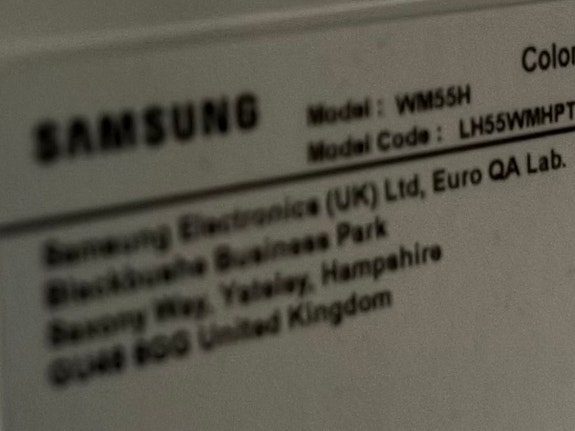 Color
SAMSUNG
Model : WM55H
Model Code : LH55WMHPT
Samsung Electronics (UK) Ltd, Euro QA Lab.
Blackbushe Business Park
Saxony Way, Yateley, Hampshire
GU46 6GG United Kingdom